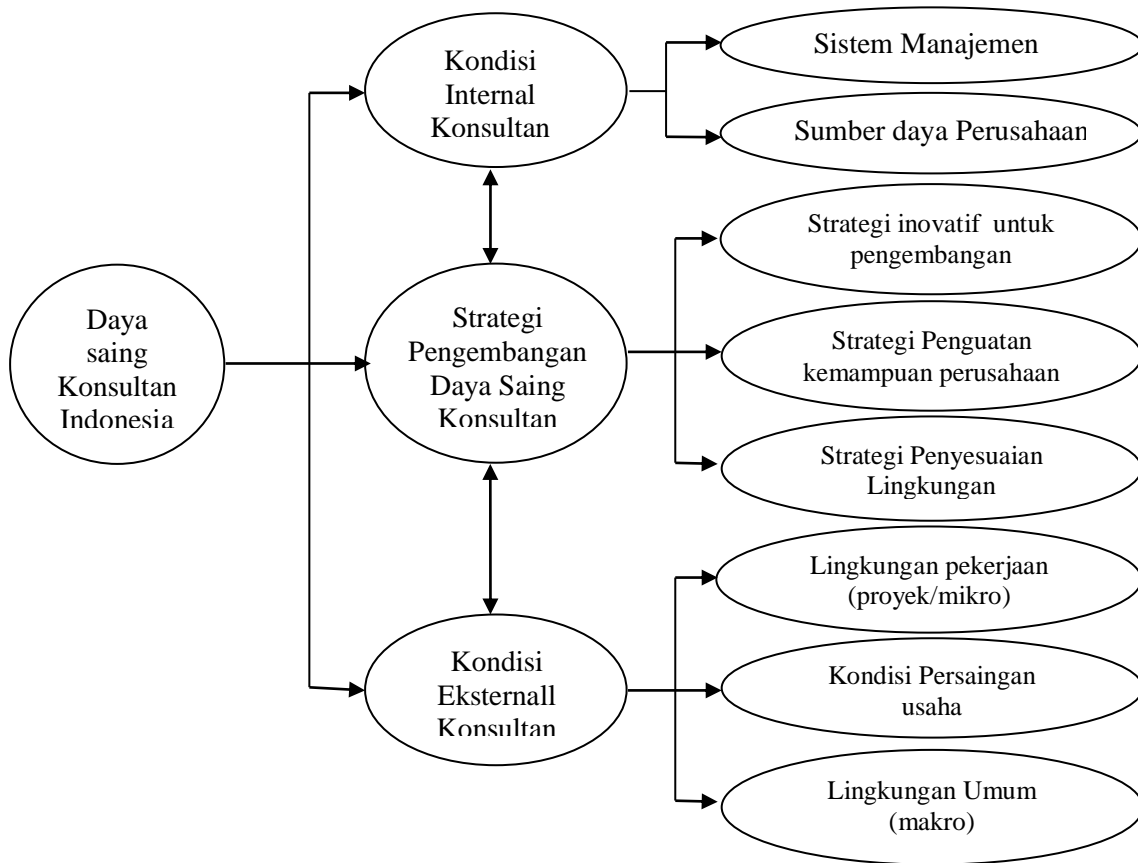 Daya
saing
Konsultan
Indonesia
Kondisi
Internal
Konsultan
Strategi
Pengembangan
Daya Saing
Konsultan
Kondisi
Eksternall
Konsultan
Sistem Manajemen
Sumber daya Perusahaan
Strategi inovatif untuk
pengembangan
Strategi Penguatan
kemampuan perusahaan
Strategi Penyesuaian
Lingkungan
Lingkungan pekerjaan
(proyek/mikro)
Kondisi Persaingan
usaha
Lingkungan Umum
(makro)